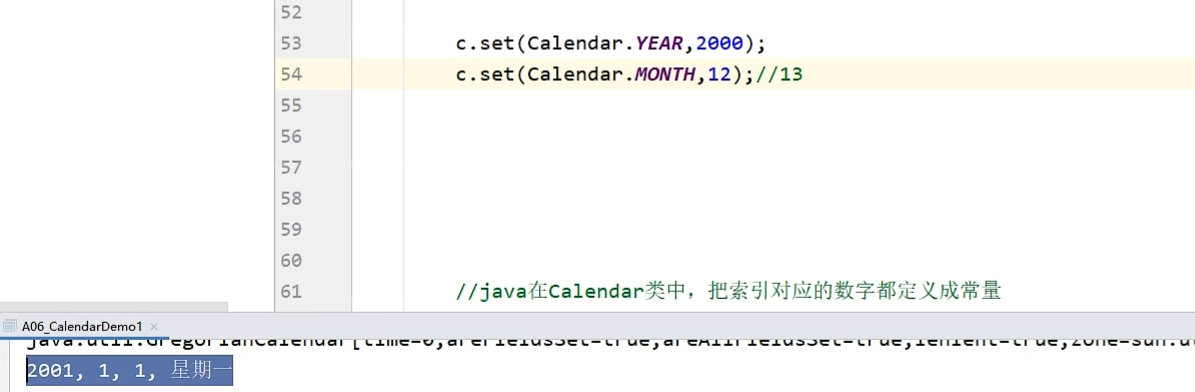 52
53 c.set(Calendar.YEAR,2000);
54 c.set(Calendar.MONTH,12);//13
55
56
57
58
59
60
61 //java在Calendar类中，把索引对应的数字都定义成常量
A06_CalendarDemo1 ×
java.util.GregorianCalendar[time=0,areFieldsSet=true,areAllFieldsSet=true,lenient=true,zone=sun.u
2001, 1, 1, 星期一